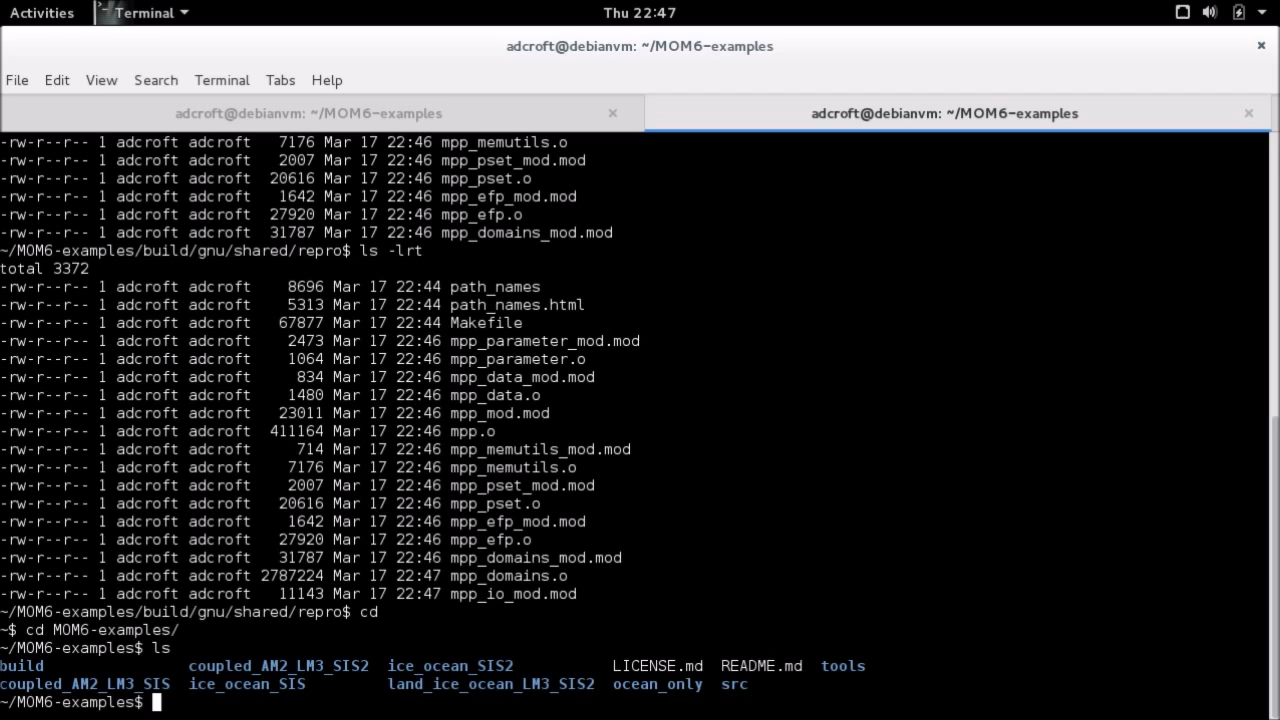 Activities Terminal Thu 22:47
adcroft@debianvm: ~/MOM6-examples
File Edit View Search Terminal Tabs Help
adcroft@debianvm: ~/MOM6-examples adcroft@debianvm: ~/MOM6-examples
-rw-r--r-- 1 adcroft adcroft    7176 Mar 17 22:46 mpp_memutils.o
-rw-r--r-- 1 adcroft adcroft    2007 Mar 17 22:46 mpp_pset_mod.mod
-rw-r--r-- 1 adcroft adcroft   20616 Mar 17 22:46 mpp_pset.o
-rw-r--r-- 1 adcroft adcroft    1642 Mar 17 22:46 mpp_efp_mod.mod
-rw-r--r-- 1 adcroft adcroft   27920 Mar 17 22:46 mpp_efp.o
-rw-r--r-- 1 adcroft adcroft   31787 Mar 17 22:46 mpp_domains_mod.mod
~/MOM6-examples/build/gnu/shared/repro$ ls -lrt
total 3372
-rw-r--r-- 1 adcroft adcroft    8696 Mar 17 22:44 path_names
-rw-r--r-- 1 adcroft adcroft    5313 Mar 17 22:44 path_names.html
-rw-r--r-- 1 adcroft adcroft   67877 Mar 17 22:44 Makefile
-rw-r--r-- 1 adcroft adcroft    2473 Mar 17 22:46 mpp_parameter_mod.mod
-rw-r--r-- 1 adcroft adcroft    1064 Mar 17 22:46 mpp_parameter.o
-rw-r--r-- 1 adcroft adcroft     834 Mar 17 22:46 mpp_data_mod.mod
-rw-r--r-- 1 adcroft adcroft    1480 Mar 17 22:46 mpp_data.o
-rw-r--r-- 1 adcroft adcroft   23011 Mar 17 22:46 mpp_mod.mod
-rw-r--r-- 1 adcroft adcroft  411164 Mar 17 22:46 mpp.o
-rw-r--r-- 1 adcroft adcroft     714 Mar 17 22:46 mpp_memutils_mod.mod
-rw-r--r-- 1 adcroft adcroft    7176 Mar 17 22:46 mpp_memutils.o
-rw-r--r-- 1 adcroft adcroft    2007 Mar 17 22:46 mpp_pset_mod.mod
-rw-r--r-- 1 adcroft adcroft   20616 Mar 17 22:46 mpp_pset.o
-rw-r--r-- 1 adcroft adcroft    1642 Mar 17 22:46 mpp_efp_mod.mod
-rw-r--r-- 1 adcroft adcroft   27920 Mar 17 22:46 mpp_efp.o
-rw-r--r-- 1 adcroft adcroft   31787 Mar 17 22:46 mpp_domains_mod.mod
-rw-r--r-- 1 adcroft adcroft 2787224 Mar 17 22:47 mpp_domains.o
-rw-r--r-- 1 adcroft adcroft   11143 Mar 17 22:47 mpp_io_mod.mod
~/MOM6-examples/build/gnu/shared/repro$ cd
~$ cd MOM6-examples/
~/MOM6-examples$ ls
build                coupled_AM2_LM3_SIS2  ice_ocean_SIS2           LICENSE.md  README.md  tools
coupled_AM2_LM3_SIS  ice_ocean_SIS         land_ice_ocean_LM3_SIS2  ocean_only  src
~/MOM6-examples$